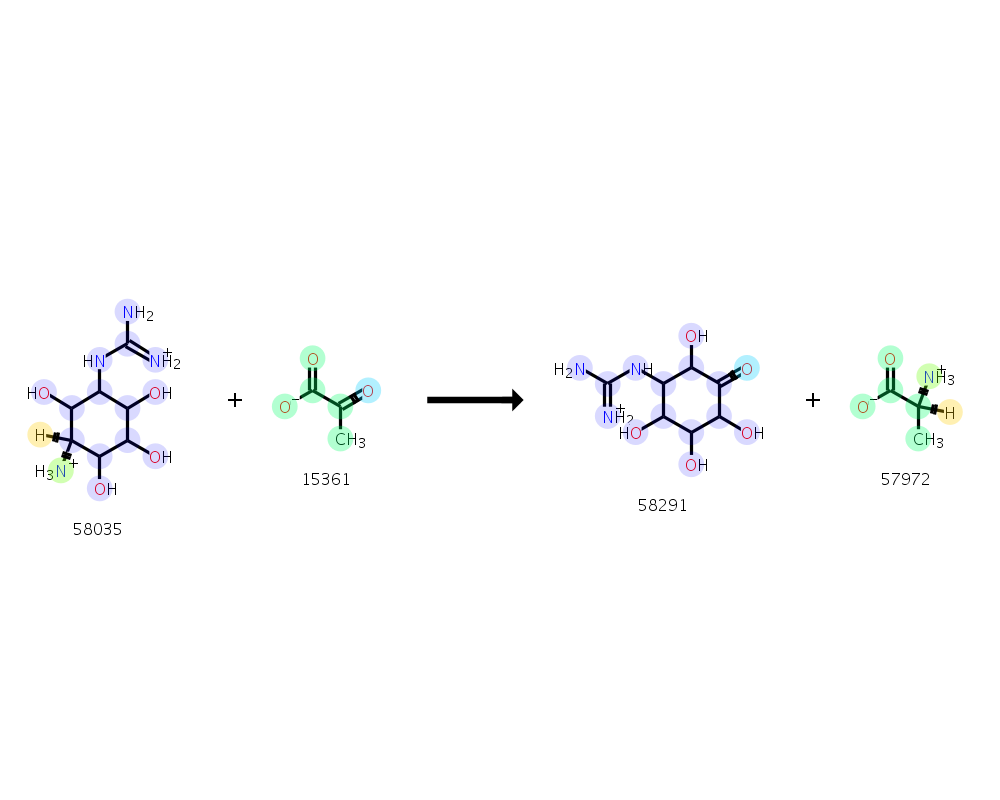 NH2
HN
NH2+
HO
OH
H
H3N+
OH
OH
58035
+
O
O-
O
CH3
15361
OH
H2N
NH
O
NH2+
HO
OH
OH
58291
+
O
NH3+
O-
H
CH3
57972